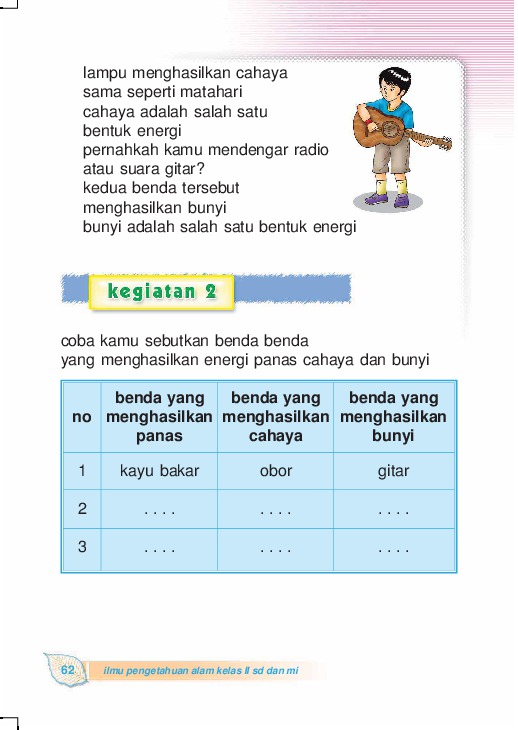 lampu menghasilkan cahaya
sama seperti matahari
cahaya adalah salah satu
bentuk energi
pernahkah kamu mendengar radio
atau suara gitar?
kedua benda tersebut
menghasilkan bunyi
bunyi adalah salah satu bentuk energi
kegiatan 2
coba kamu sebutkan benda benda
yang menghasilkan energi panas cahaya dan bunyi
no
benda yang
menghasilkan
panas
benda yang
menghasilkan
cahaya
benda yang
menghasilkan
bunyi
1 kayu bakar obor gitar
2 . . . . . . . . . . . .
3 . . . . . . . . . . . .
62 ilmu pengetahuan alam kelas II sd dan mi